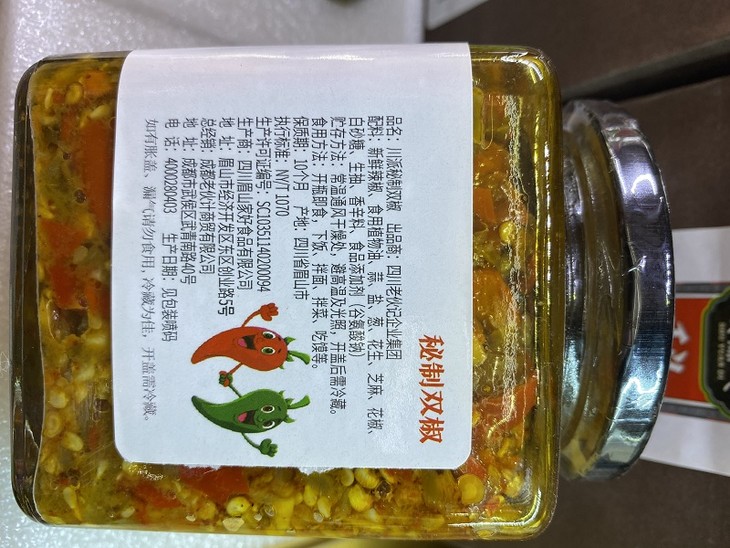 秘制双椒
品名：川派秘制双椒 出品商：四川老伙记企业集团
配料：新鲜辣椒、食用植物油、蒜、盐、葱、花生、芝麻、花椒、
白砂糖、生抽、香辛料、食品添加剂（谷氨酸钠）
贮存方法：常温通风干燥处，避高温及光照，开盖后需冷藏。
食用方法：开瓶即食，下饭、拌面、拌菜、吃馍等。
保质期：10个月 产地：四川省眉山市
执行标准：NY/T 1070
生产许可证编号：SC10351140200094
生产商：四川眉山家好食品有限公司
地 址：眉山市经济开发区东区创业路5号
总经销：成都老伙计商贸有限公司
地 址：成都市武侯区武青南路40号
电 话：4000280403 生产日期：见包装喷码
如有胀盖、漏气请勿食用，冷藏为佳，开盖需冷藏。